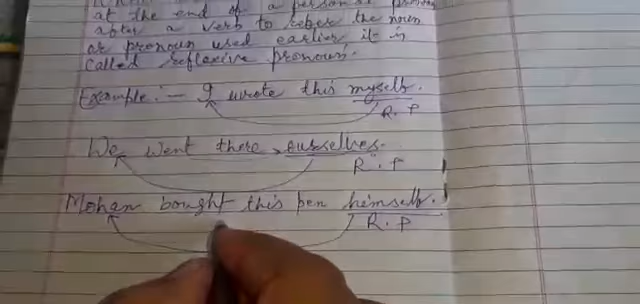 at the end of a personal pronoun
after a verb to refer the noun
or pronoun used earlier it is
called reflexive pronoun.
Example:- I wrote this myself.
R.P
We went there ourselves.
R.P
Mohan bought this pen himself.
R.P